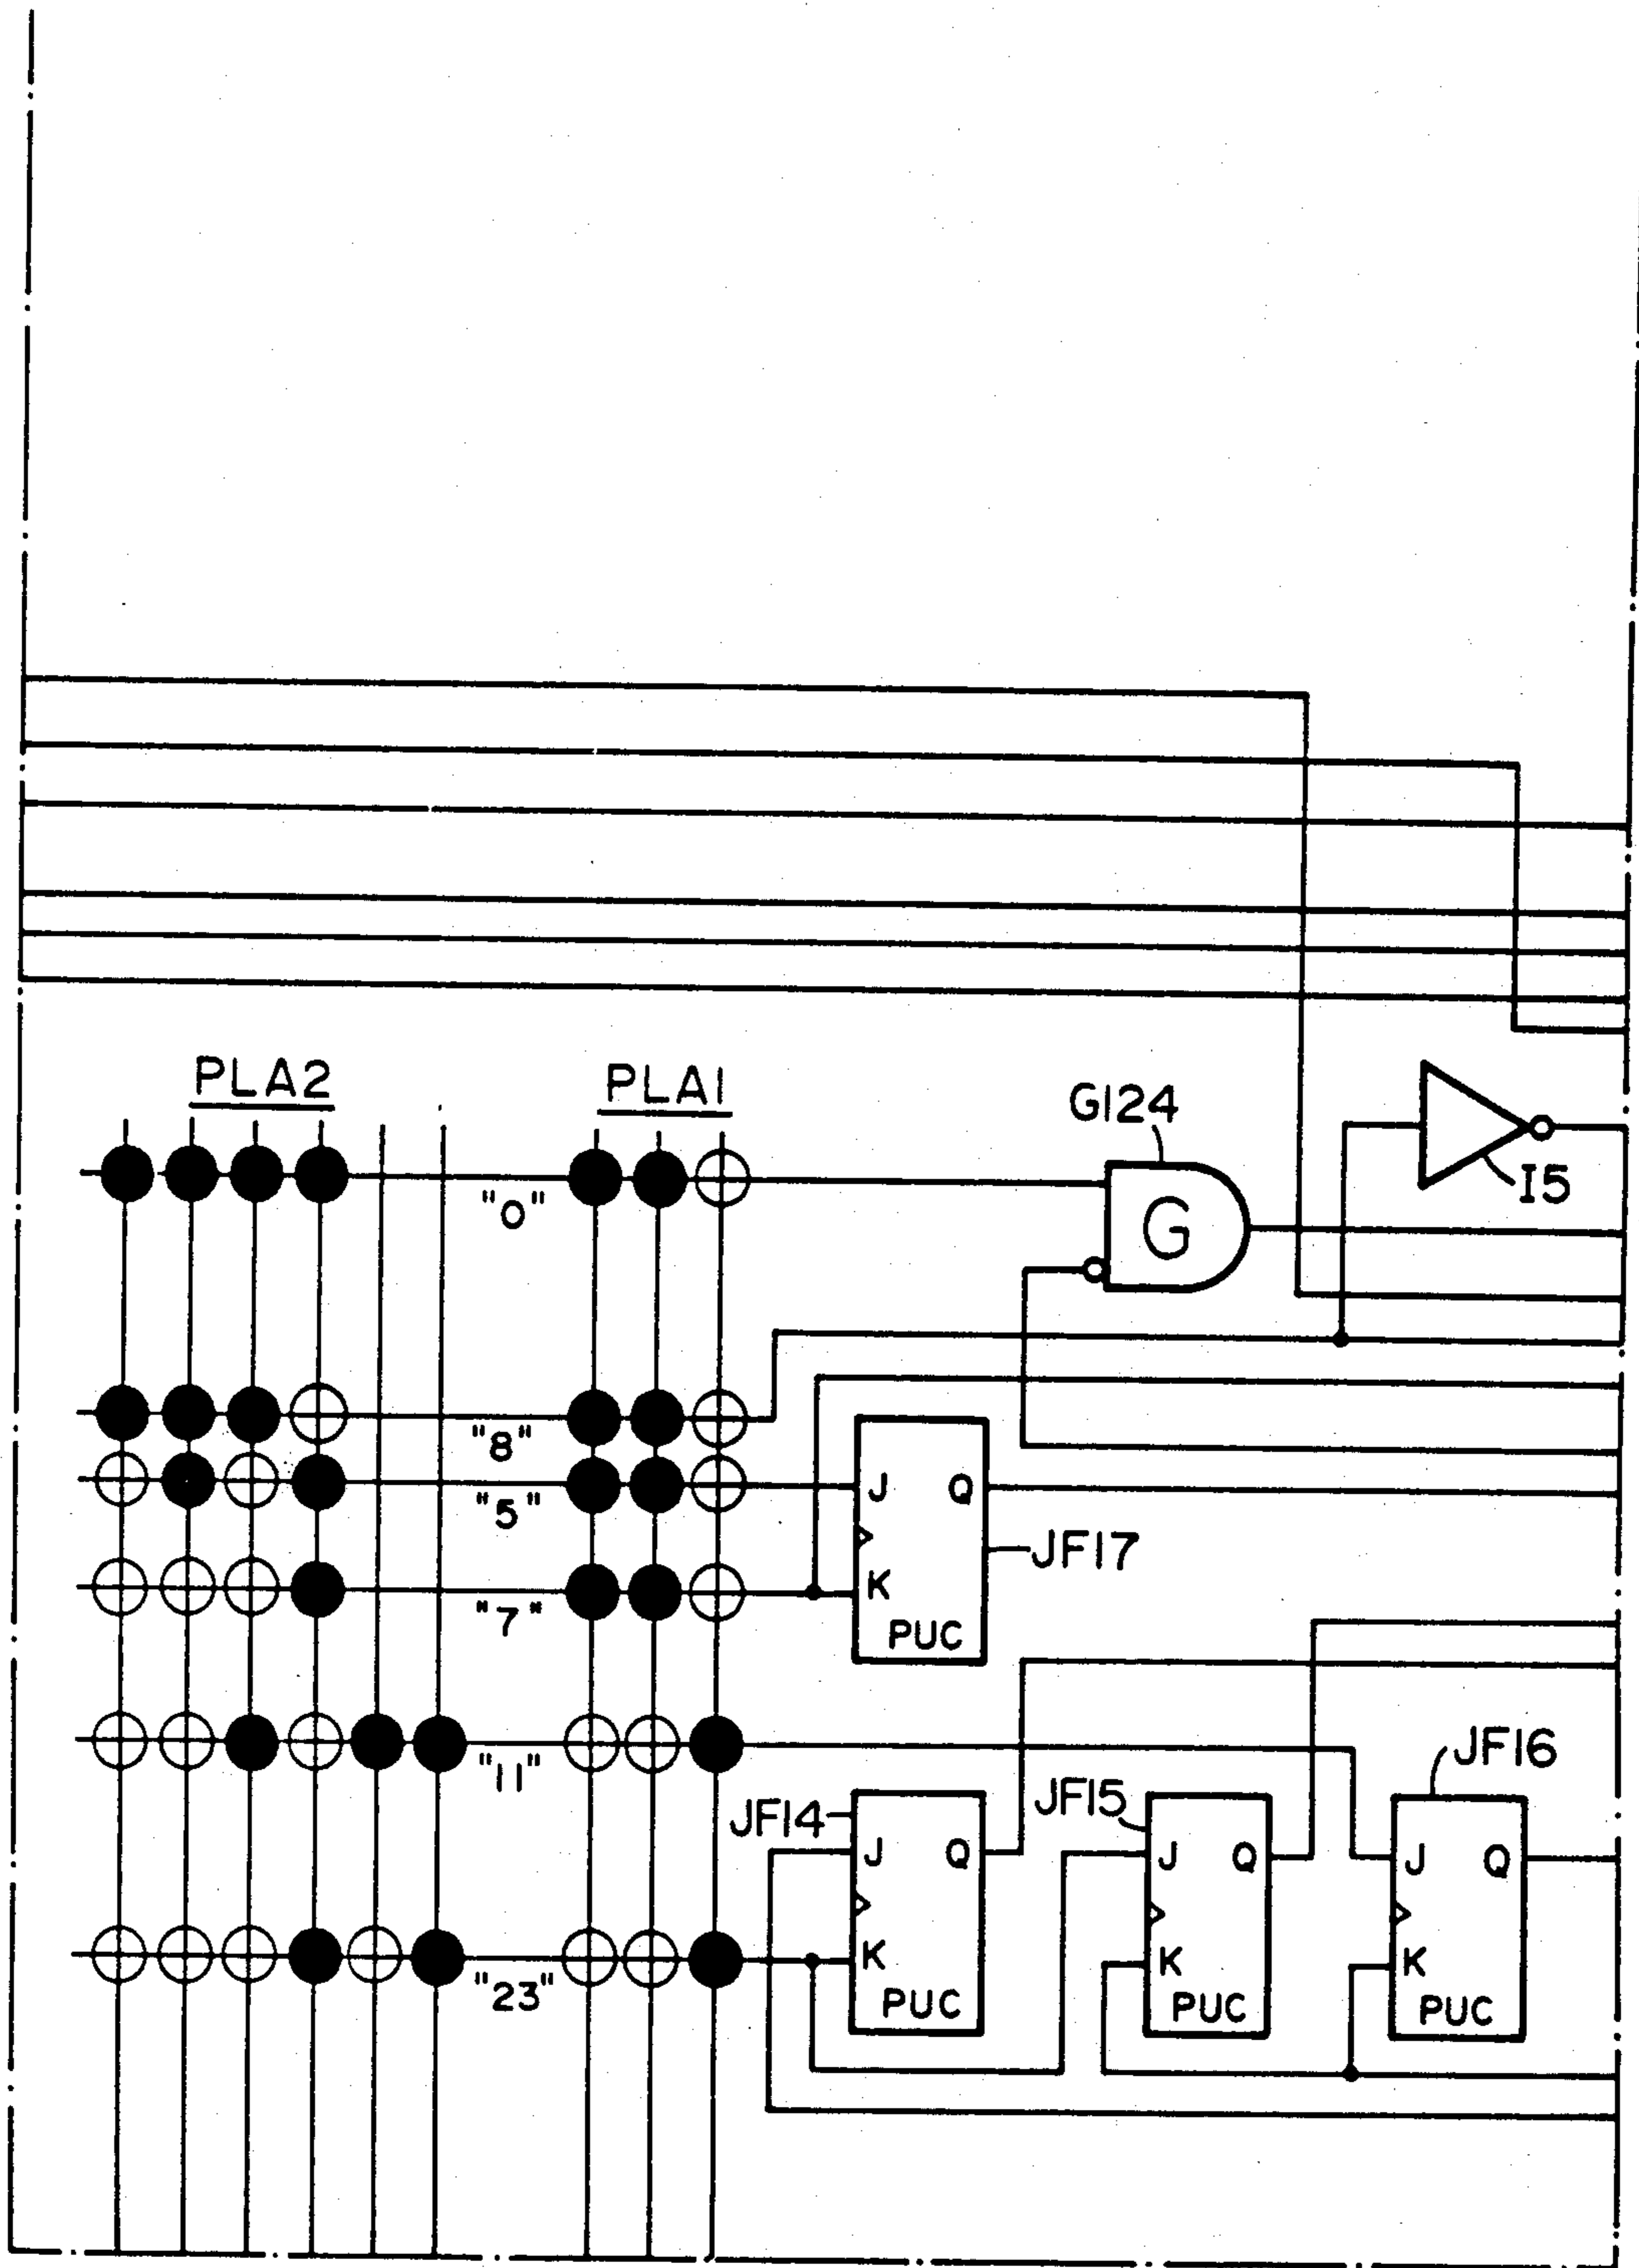 PLA2
PLA1
G124
G
I5
"0"
"8"
"5"
J Q
JF17
"7"
K
PUC
"11"
JF16
JF14
JF15
J Q
J Q
J Q
K
K
K
"23"
PUC
PUC
PUC